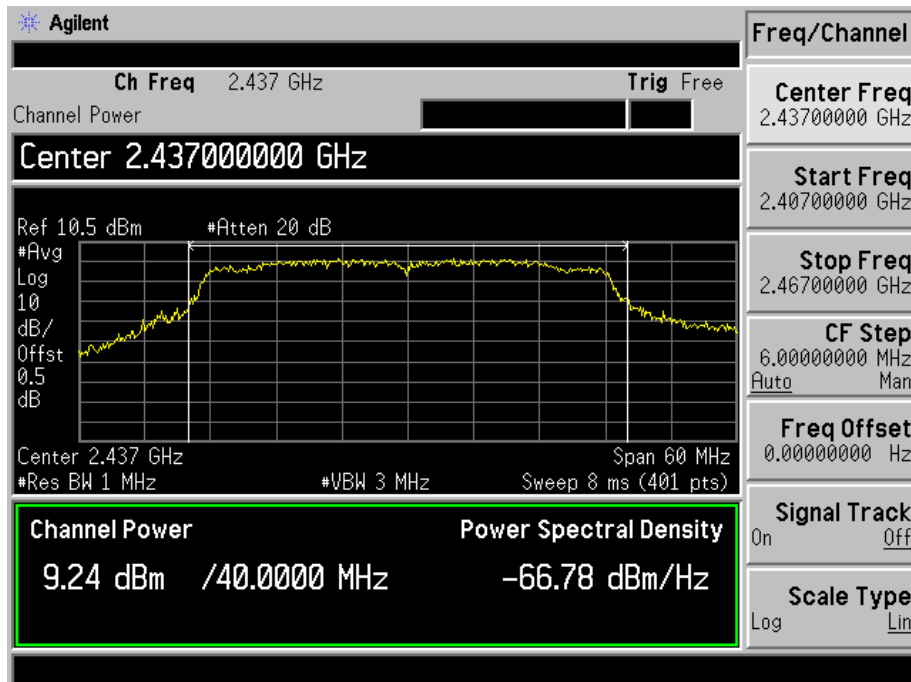 Agilent
Freq/Channel
Ch Freq 2.437 GHz Trig Free
Channel Power
Center 2.437000000 GHz
Ref 10.5 dBm #Atten 20 dB
#Avg
Log
10
dB/
Offst
0.5
dB
Center 2.437 GHz Span 60 MHz
#Res BW 1 MHz #VBW 3 MHz Sweep 8 ms (401 pts)
Channel Power Power Spectral Density
9.24 dBm /40.0000 MHz -66.78 dBm/Hz
Center Freq
2.43700000 GHz
Start Freq
2.40700000 GHz
Stop Freq
2.46700000 GHz
CF Step
6.00000000 MHz
Auto Man
Freq Offset
0.00000000 Hz
Signal Track
On Off
Scale Type
Log Lin